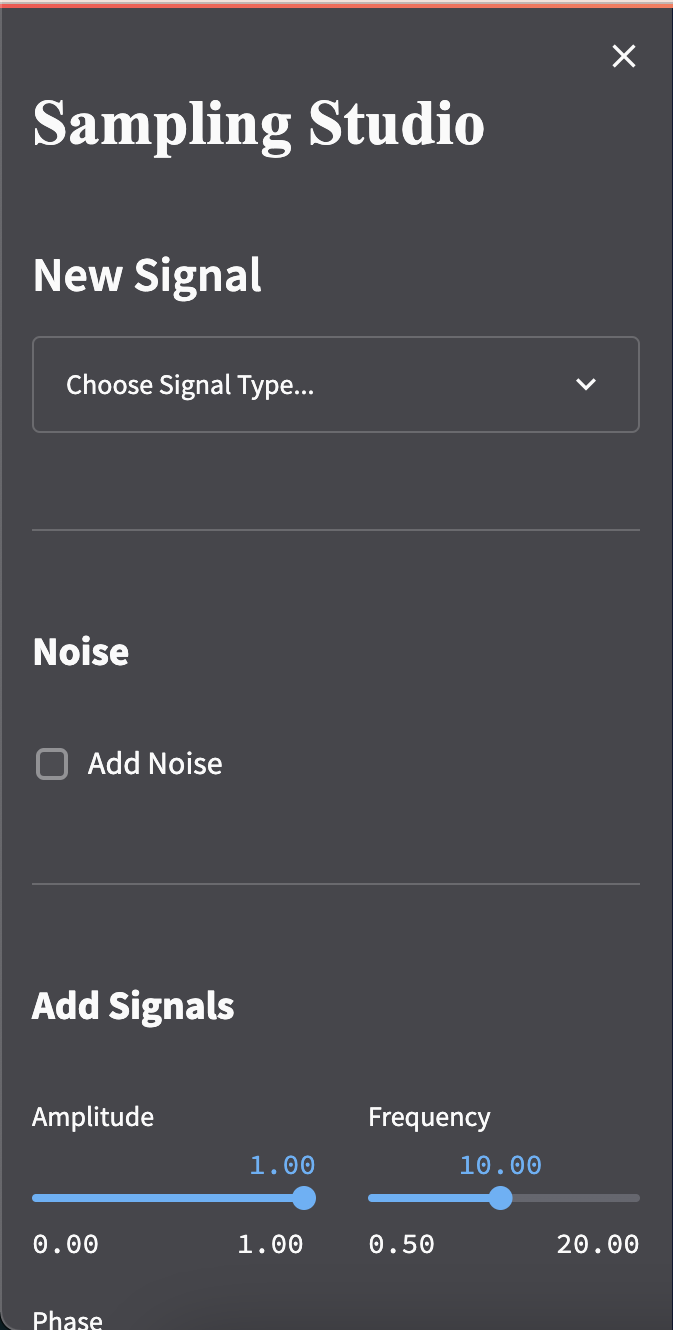 Sampling Studio
New Signal
Choose Signal Type...
Noise
Add Noise
Add Signals
Amplitude Frequency
1.00 10.00
0.00 1.00 0.50 20.00
Phase